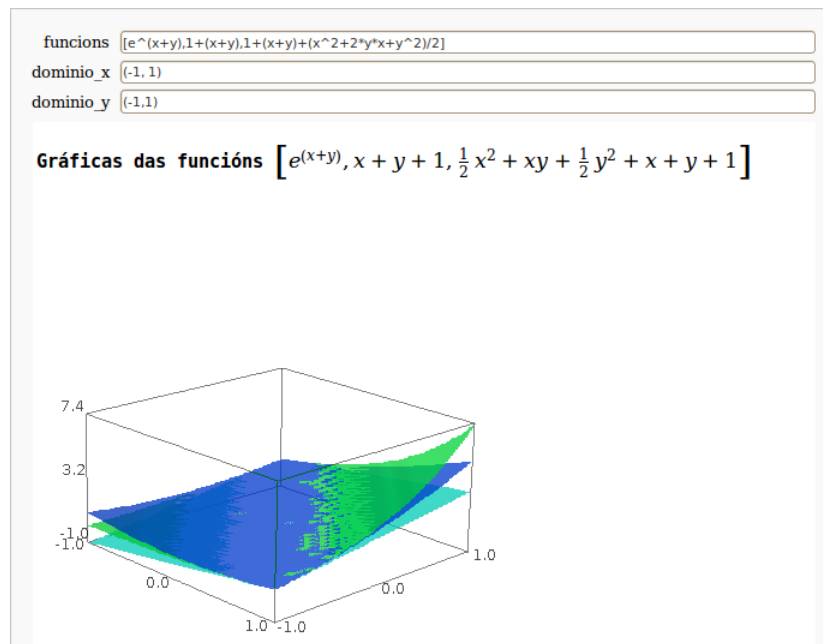 funcions [e^(x+y),1+(x+y),1+(x+y)+(x^2+2*y*x+y^2)/2]
dominio_x (-1, 1)
dominio_y (-1,1)
Gráficas das funcións [e^(x+y), x + y + 1, 1/2 x² + xy + 1/2 y² + x + y + 1]
7.4
3.2
-1.0
-1.0
0.0
1.0 -1.0
0.0
1.0